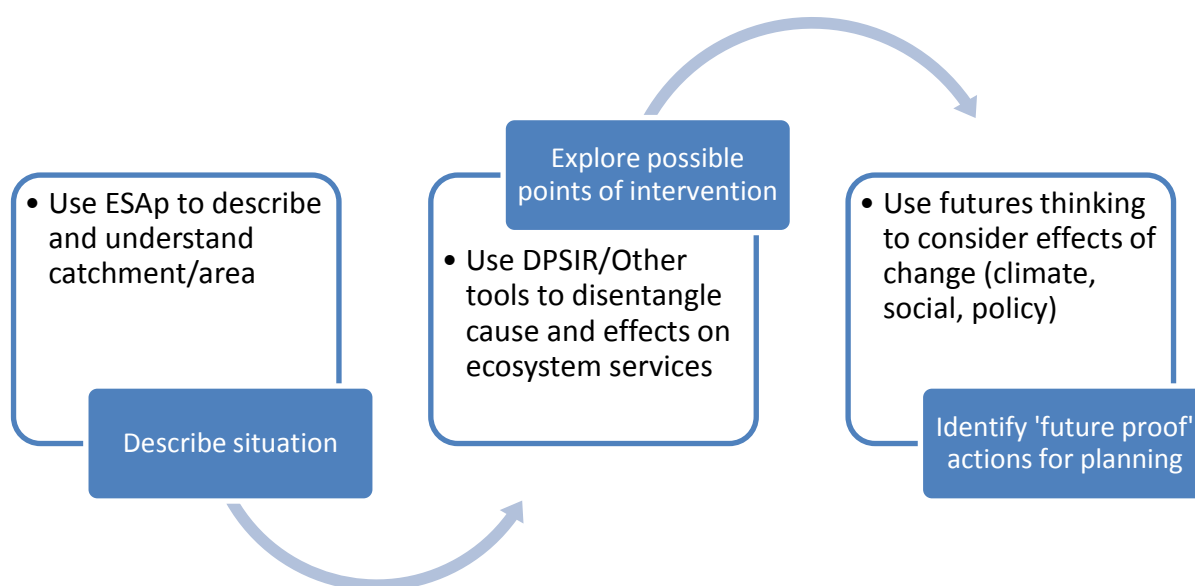 • Use ESAp to describe
and understand
catchment/area
Describe situation
Explore possible
points of intervention
• Use DPSIR/Other
tools to disentangle
cause and effects on
ecosystem services
• Use futures thinking
to consider effects of
change (climate,
social, policy)
Identify 'future proof'
actions for planning